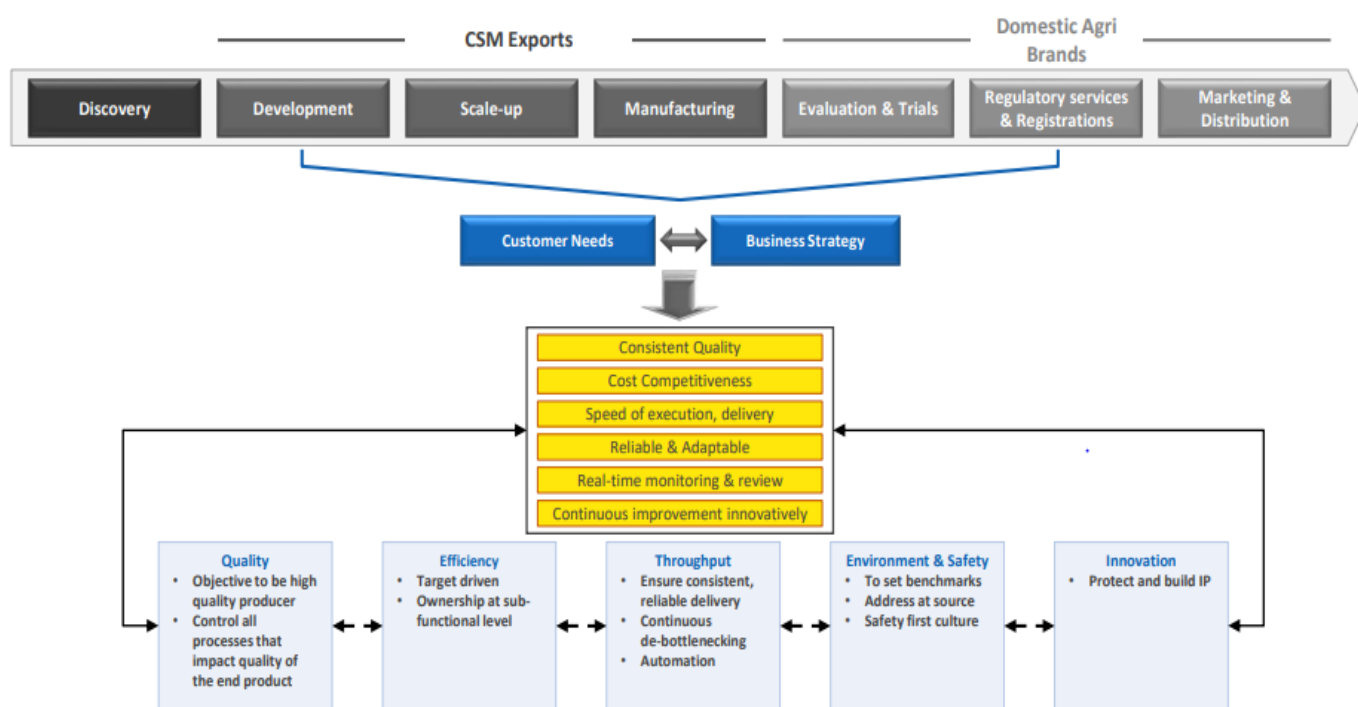 CSM Exports
Domestic Agri
Brands
Discovery
Development
Scale-up
Manufacturing
Evaluation & Trials
Regulatory services
& Registrations
Marketing &
Distribution
Customer Needs
Business Strategy
Consistent Quality
Cost Competitiveness
Speed of execution, delivery
Reliable & Adaptable
Real-time monitoring & review
Continuous improvement innovatively
Quality
• Objective to be high
quality producer
• Control all
processes that
impact quality of
the end product
Efficiency
• Target driven
• Ownership at sub-
functional level
Throughput
• Ensure consistent,
reliable delivery
• Continuous
de-bottlenecking
• Automation
Environment & Safety
• To set benchmarks
• Address at source
• Safety first culture
Innovation
• Protect and build IP